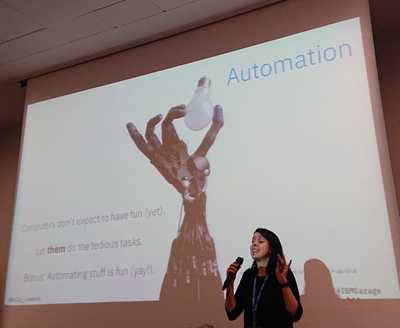 Automation
Computers don't expect to have fun (yet).
Let them do the tedious tasks.
Bonus: Automating stuff is fun (yay!).
#IBMGarage